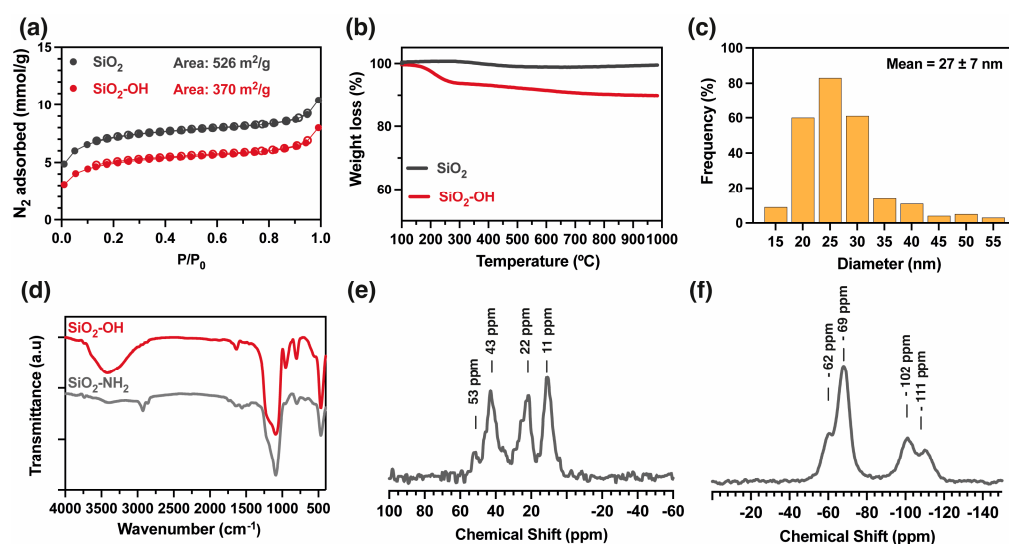 (a)
N2 adsorbed (mmol/g)
15
10
5
0
SiO2 Area: 526 m²/g
SiO2-OH Area: 370 m²/g
0.0 0.2 0.4 0.6 0.8 1.0
P/P0
(b)
Weight loss (%)
100
90
80
70
60
SiO2
SiO2-OH
100 200 300 400 500 600 700 800 900 1000
Temperature (ºC)
(c)
Mean = 27 ± 7 nm
Frequency (%)
100
80
60
40
20
0
15 20 25 30 35 40 45 50 55
Diameter (nm)
(d)
Transmittance (a.u)
SiO2-OH
SiO2-NH2
4000 3500 3000 2500 2000 1500 1000 500
Wavenumber (cm-1)
(e)
53 ppm
43 ppm
22 ppm
11 ppm
100 80 60 40 20 0 -20 -40 -60
Chemical Shift (ppm)
(f)
- 62 ppm
- 69 ppm
- 102 ppm
- 111 ppm
-20 -40 -60 -80 -100 -120 -140
Chemical Shift (ppm)